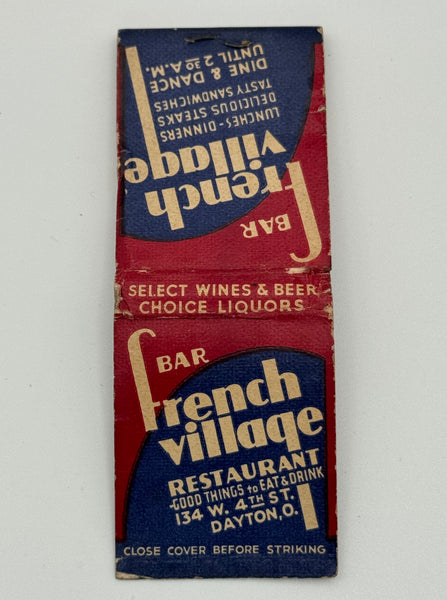 DINE & DANCE
UNTIL 2 30 A.M.
LUNCHES - DINNERS
DELICIOUS STEAKS
TASTY SANDWICHES
BAR
french
village
SELECT WINES & BEER
CHOICE LIQUORS
BAR
french
village
RESTAURANT
-GOOD THINGS to EAT & DRINK
134 W. 4TH ST.
DAYTON, O.
CLOSE COVER BEFORE STRIKING